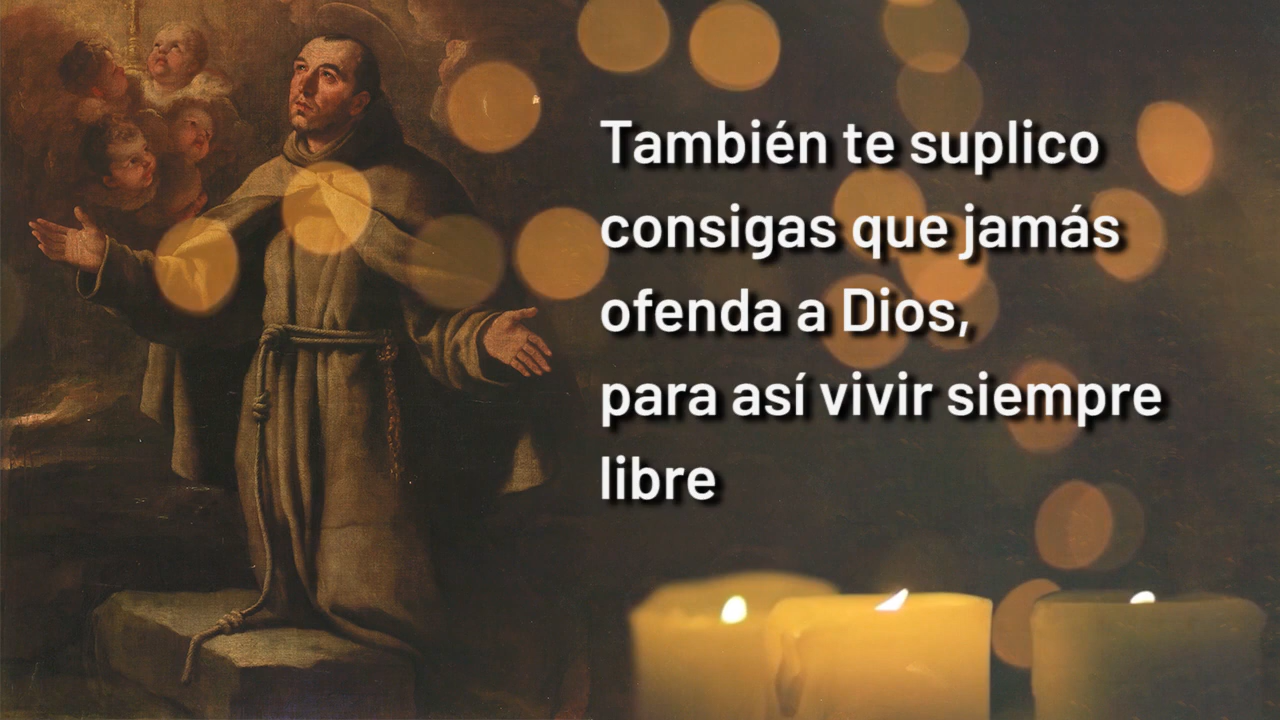 También te suplico
consigas que jamás
ofenda a Dios,
para así vivir siempre
libre